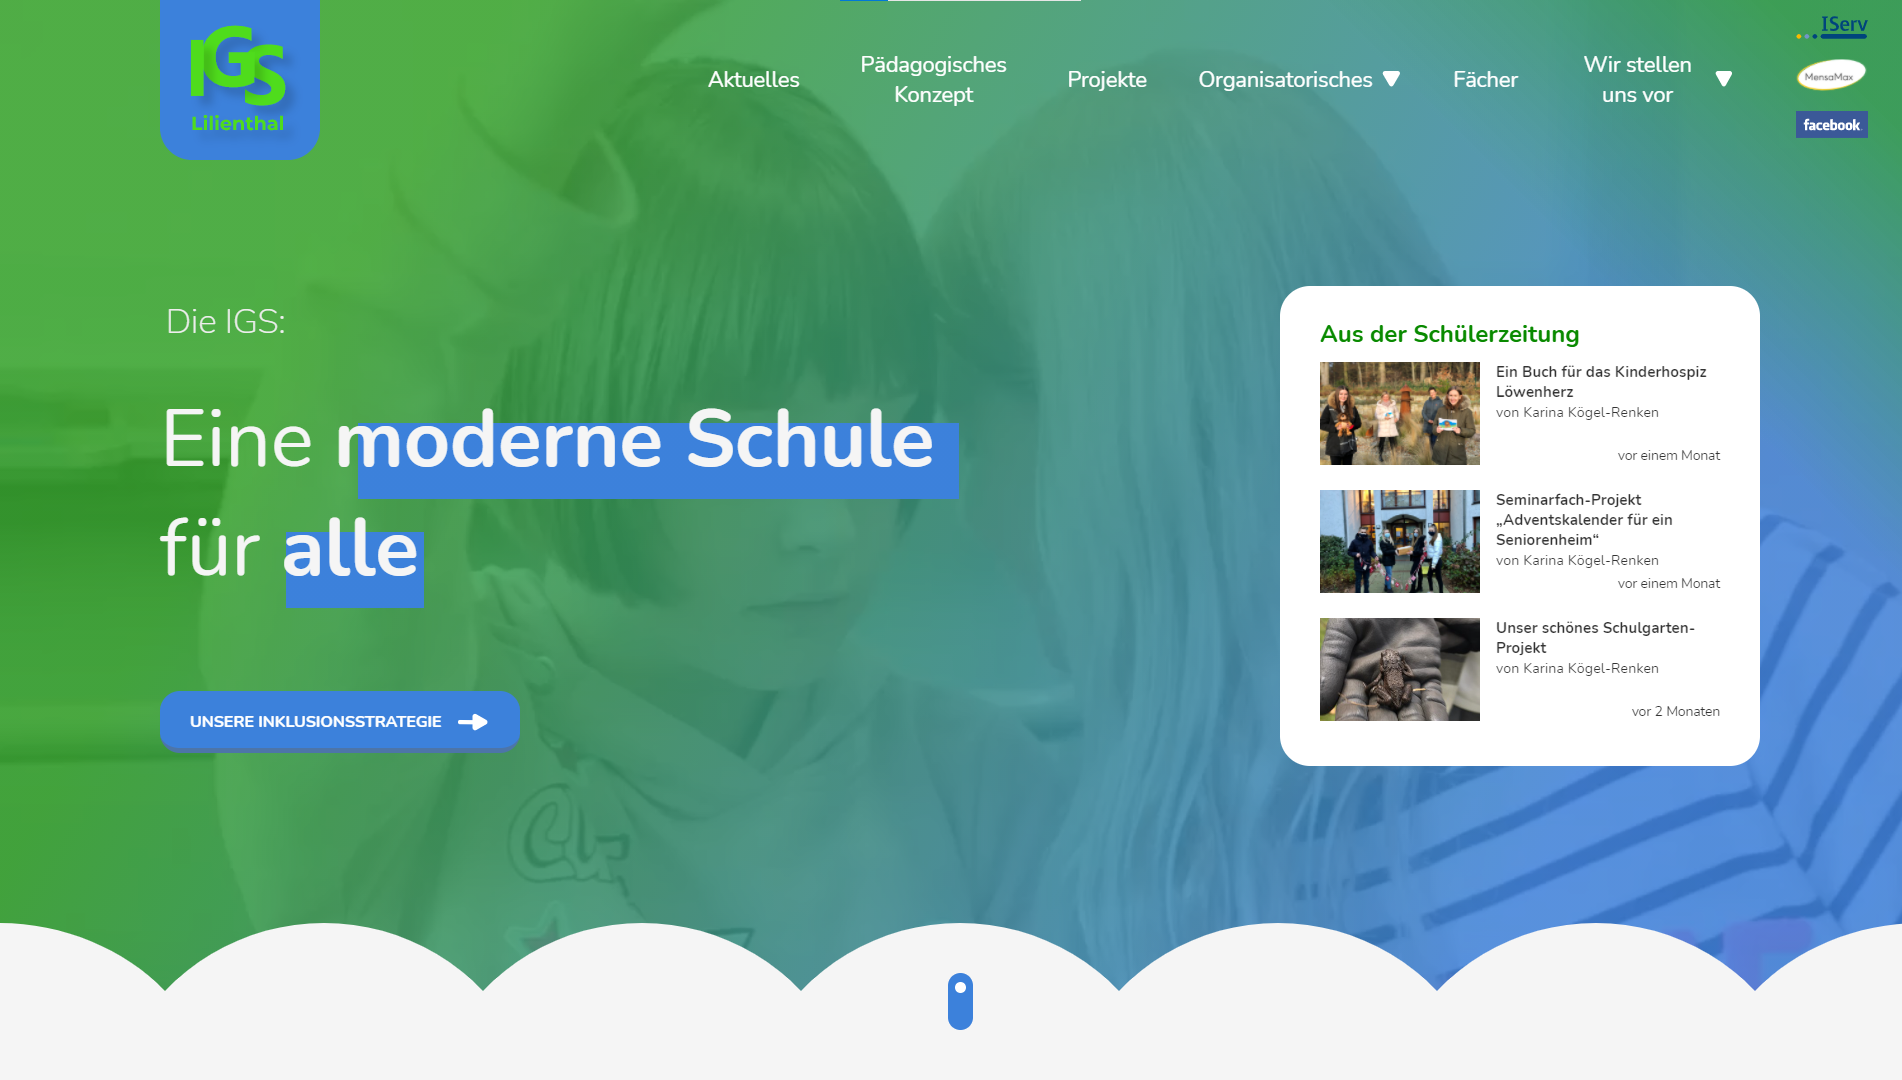 IGS
Lilienthal
Aktuelles
Pädagogisches
Konzept
Projekte
Organisatorisches
Fächer
Wir stellen
uns vor
IServ
MensaMax
facebook
Die IGS:
Eine moderne Schule
für alle
UNSERE INKLUSIONSSTRATEGIE
Aus der Schülerzeitung
Ein Buch für das Kinderhospiz
Löwenherz
von Karina Kögel-Renken
vor einem Monat
Seminarfach-Projekt
„Adventskalender für ein
Seniorenheim“
von Karina Kögel-Renken
vor einem Monat
Unser schönes Schulgarten-
Projekt
von Karina Kögel-Renken
vor 2 Monaten